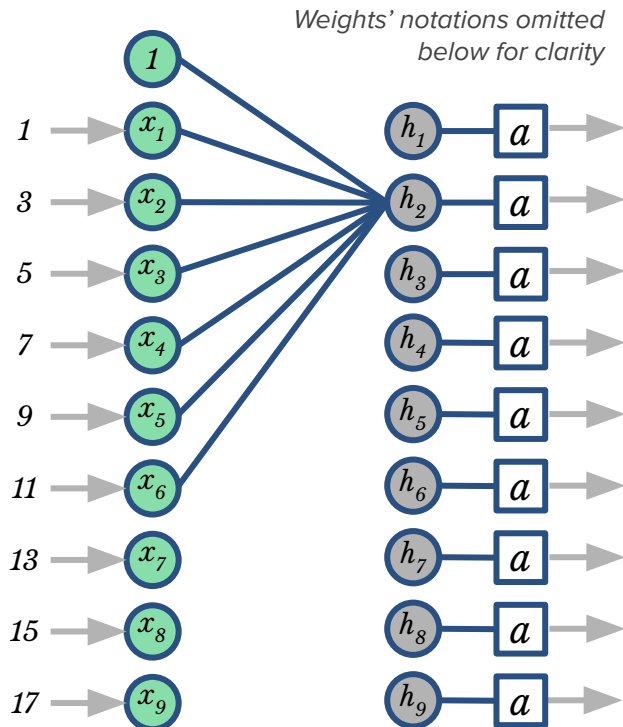 Weights’ notations omitted
below for clarity
1
1 x₁ h₁ a
3 x₂ h₂ a
5 x₃ h₃ a
7 x₄ h₄ a
9 x₅ h₅ a
11 x₆ h₆ a
13 x₇ h₇ a
15 x₈ h₈ a
17 x₉ h₉ a